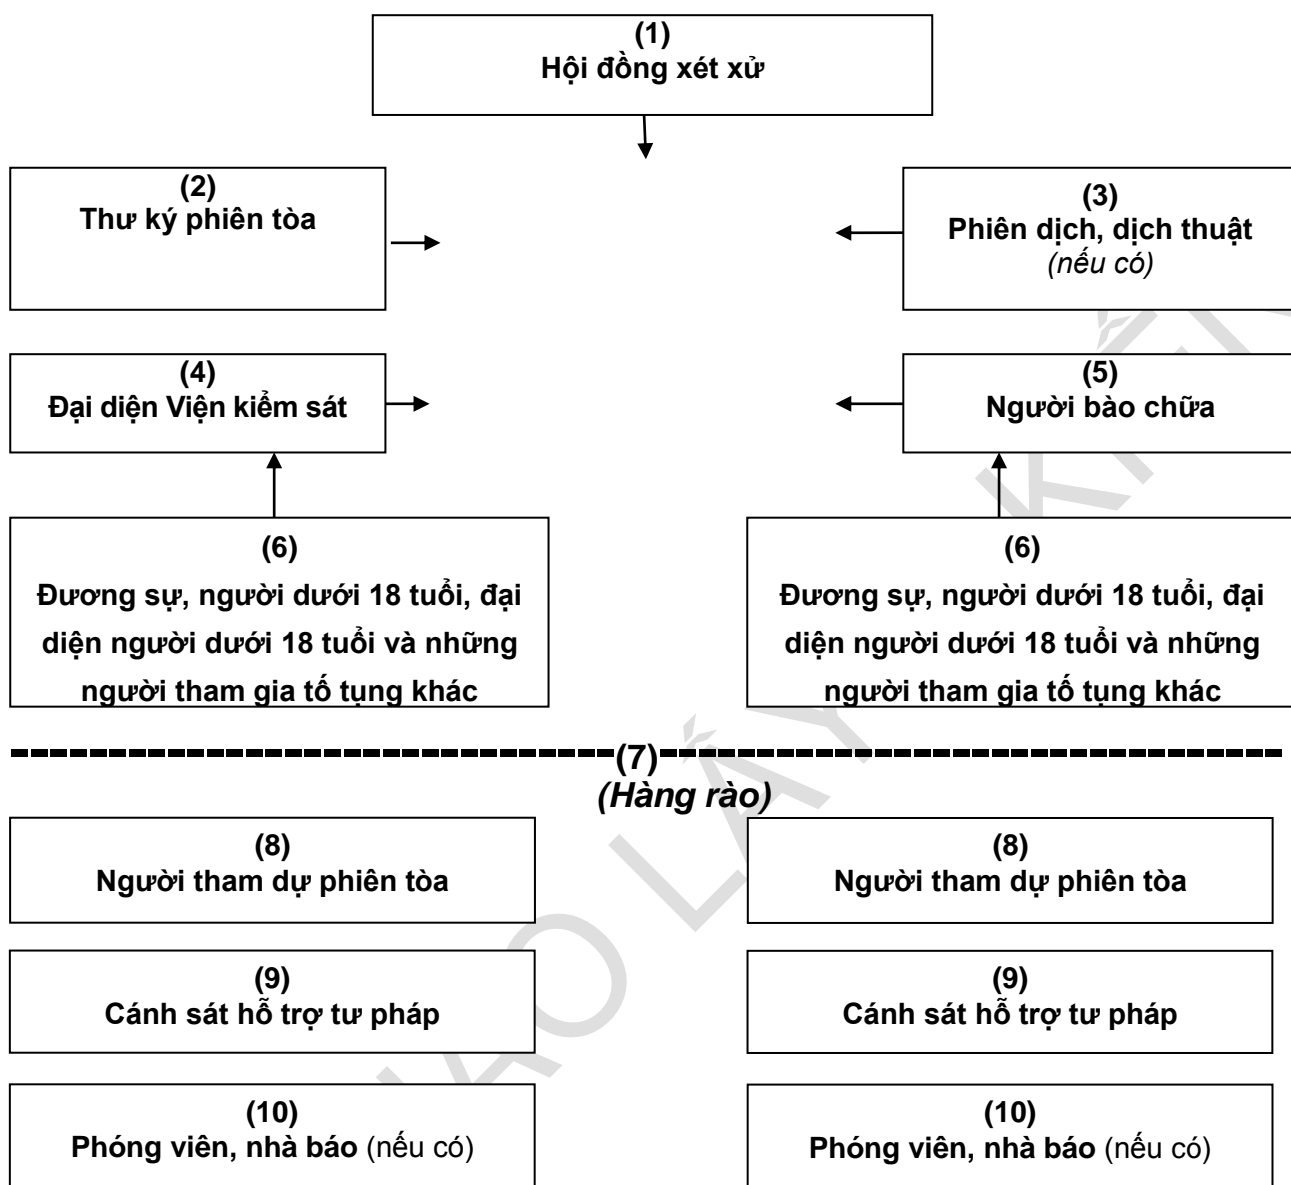 (1)
Hội đồng xét xử
(2)
Thư ký phiên tòa
(3)
Phiên dịch, dịch thuật
(nếu có)
(4)
Đại diện Viện kiểm sát
(5)
Người bào chữa
(6)
Đương sự, người dưới 18 tuổi, đại
diện người dưới 18 tuổi và những
người tham gia tố tụng khác
(6)
Đương sự, người dưới 18 tuổi, đại
diện người dưới 18 tuổi và những
người tham gia tố tụng khác
(7)
(Hàng rào)
(8)
Người tham dự phiên tòa
(8)
Người tham dự phiên tòa
(9)
Cánh sát hỗ trợ tư pháp
(9)
Cánh sát hỗ trợ tư pháp
(10)
Phóng viên, nhà báo (nếu có)
(10)
Phóng viên, nhà báo (nếu có)
LẤY